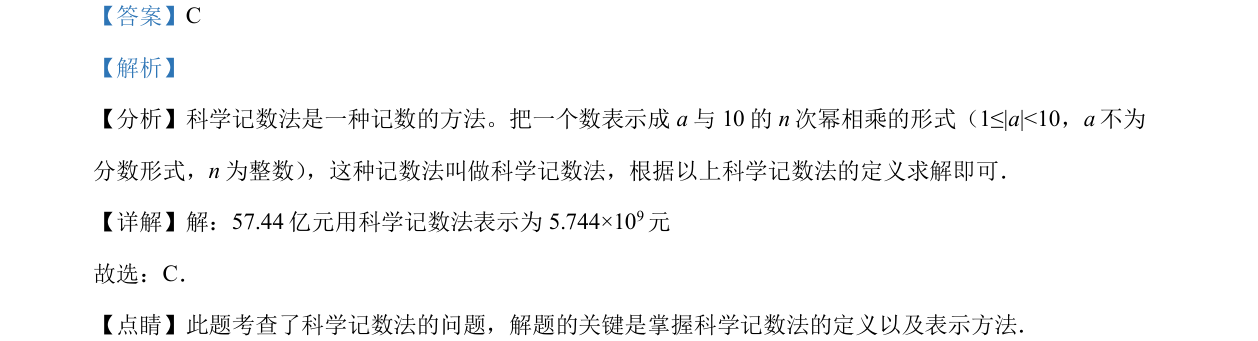 【答案】C
【解析】
【分析】科学记数法是一种记数的方法。把一个数表示成 a 与 10 的 n 次幂相乘的形式（1≤|a|<10，a 不为
分数形式，n 为整数），这种记数法叫做科学记数法，根据以上科学记数法的定义求解即可．
【详解】解：57.44 亿元用科学记数法表示为 5.744×10⁹ 元
故选：C．
【点睛】此题考查了科学记数法的问题，解题的关键是掌握科学记数法的定义以及表示方法．